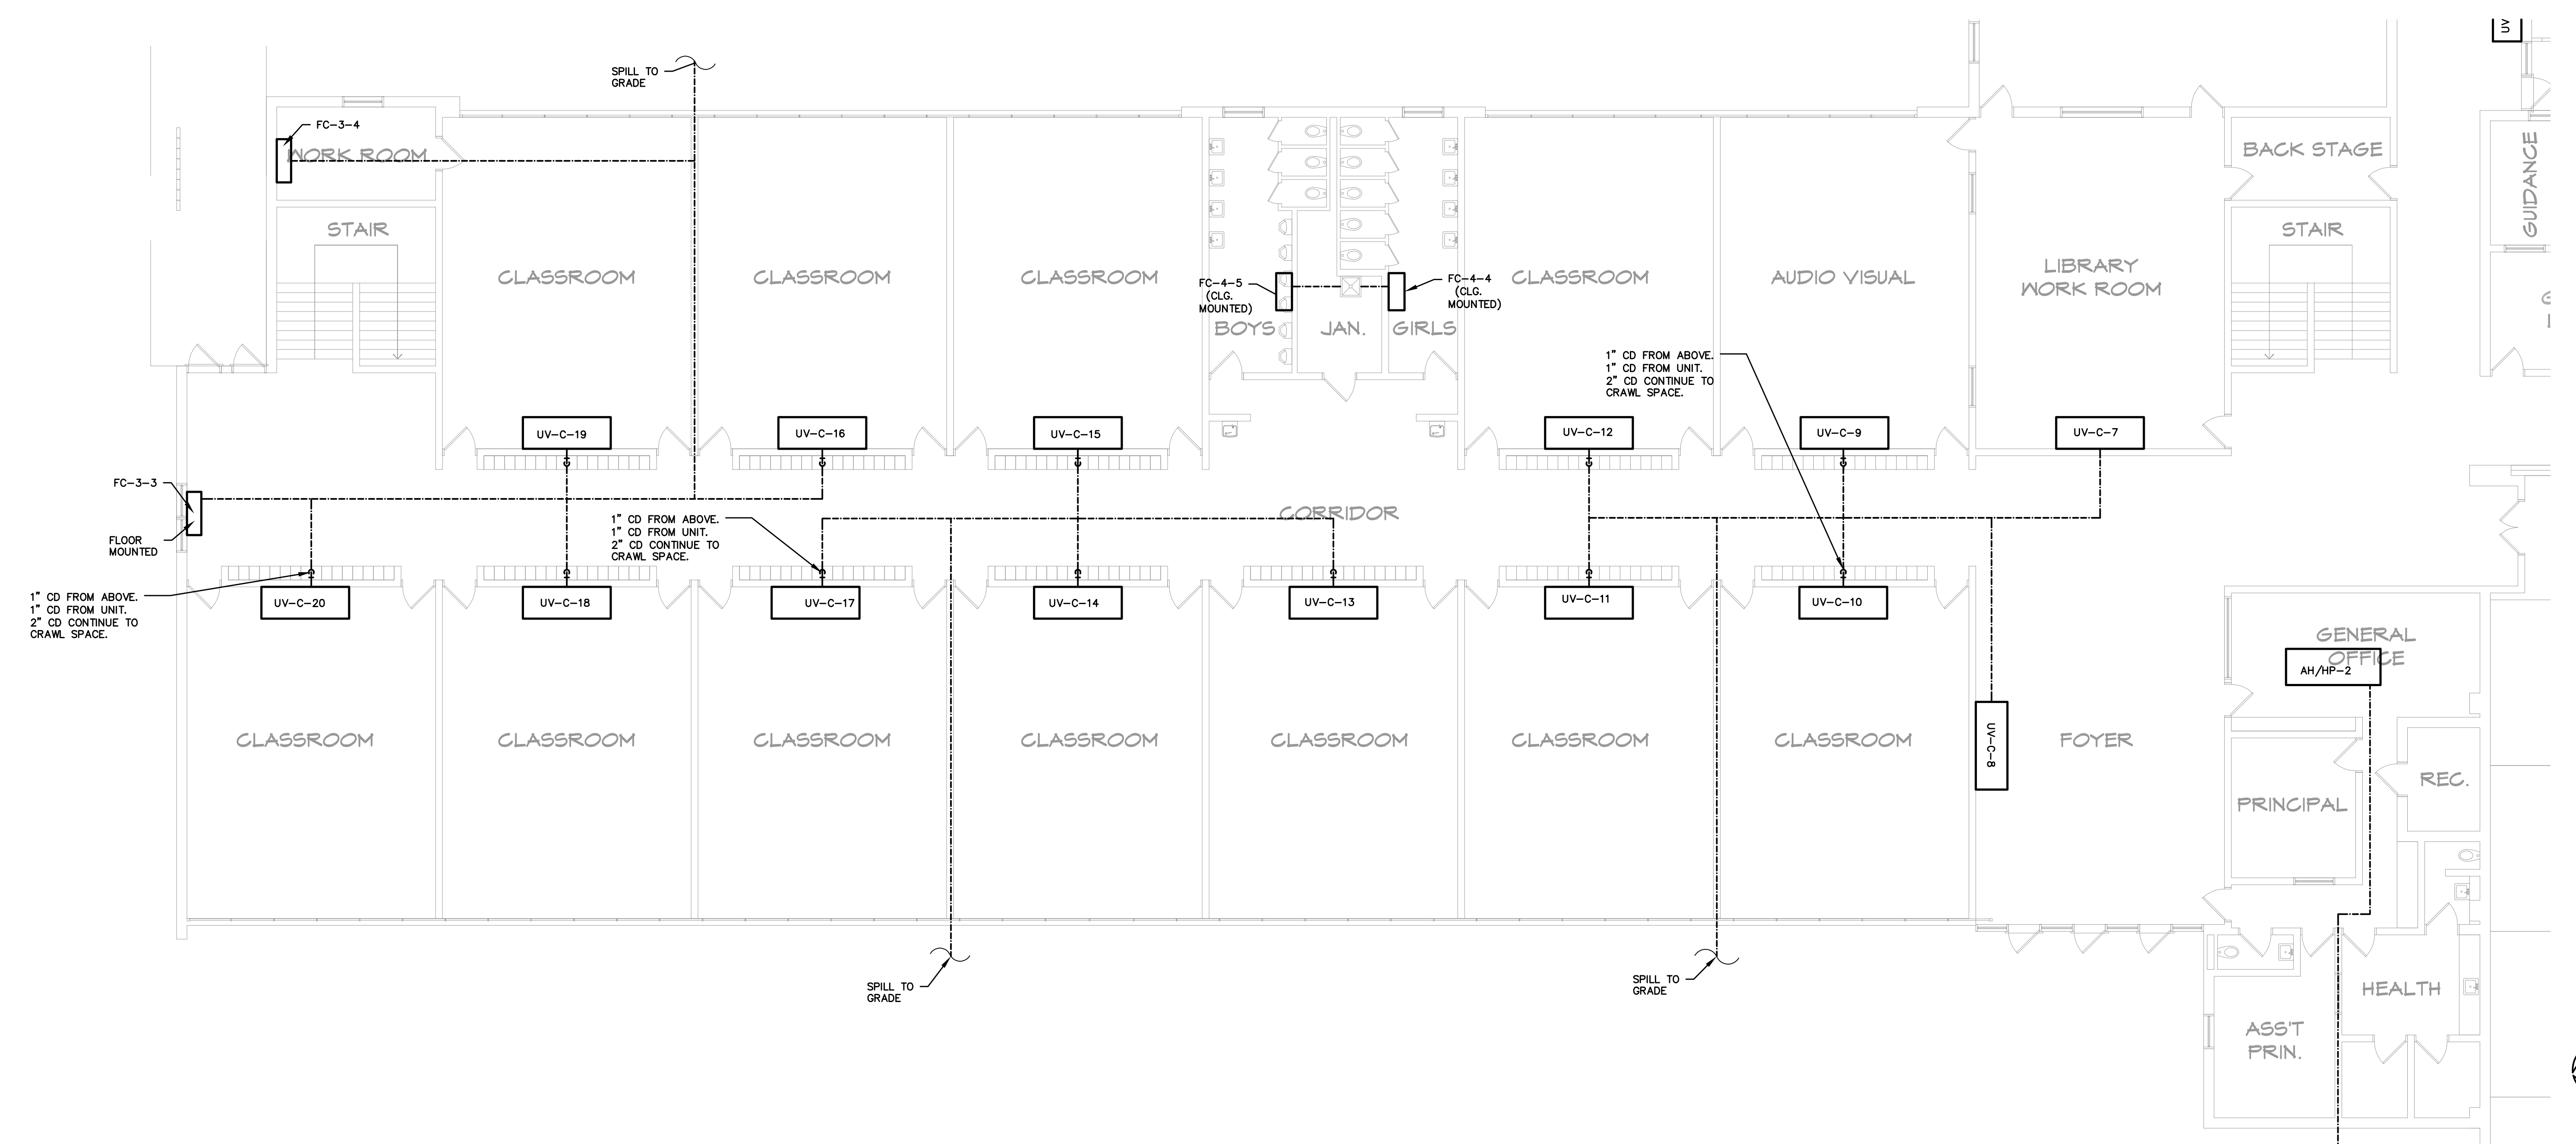 UV
SPILL TO
GRADE
FC-3-4
WORK ROOM
BACK STAGE
GUIDANCE
STAIR
STAIR
CLASSROOM
CLASSROOM
CLASSROOM
FC-4-5
(CLG.
MOUNTED)
FC-4-4
(CLG.
MOUNTED)
CLASSROOM
AUDIO VISUAL
LIBRARY
WORK ROOM
BOYS
JAN.
GIRLS
1" CD FROM ABOVE.
1" CD FROM UNIT.
2" CD CONTINUE TO
CRAWL SPACE.
UV-C-19
UV-C-16
UV-C-15
UV-C-12
UV-C-9
UV-C-7
FC-3-3
FLOOR
MOUNTED
1" CD FROM ABOVE.
1" CD FROM UNIT.
2" CD CONTINUE TO
CRAWL SPACE.
CORRIDOR
1" CD FROM ABOVE.
1" CD FROM UNIT.
2" CD CONTINUE TO
CRAWL SPACE.
UV-C-20
UV-C-18
UV-C-17
UV-C-14
UV-C-13
UV-C-11
UV-C-10
GENERAL
OFFICE
AH/HP-2
CLASSROOM
CLASSROOM
CLASSROOM
CLASSROOM
CLASSROOM
CLASSROOM
CLASSROOM
UV-C-8
FOYER
REC.
PRINCIPAL
SPILL TO
GRADE
SPILL TO
GRADE
HEALTH
ASS'T
PRIN.